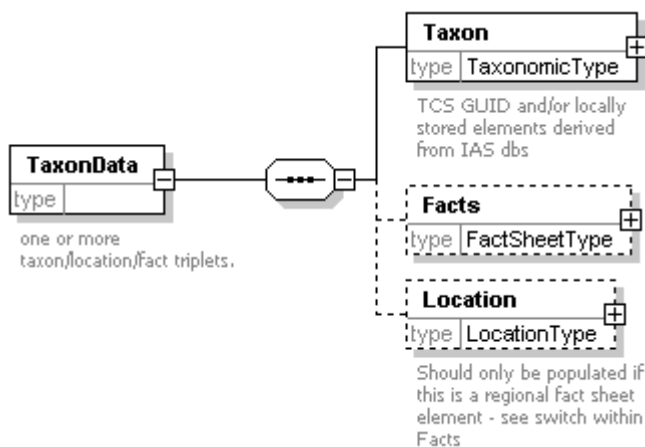 Taxon
type TaxonomicType
TCS GUID and/or locally
stored elements derived
from IAS dbs
TaxonData
type
one or more
taxon/location/fact triplets.
Facts
type FactSheetType
Location
type LocationType
Should only be populated if
this is a regional fact sheet
element - see switch within
Facts